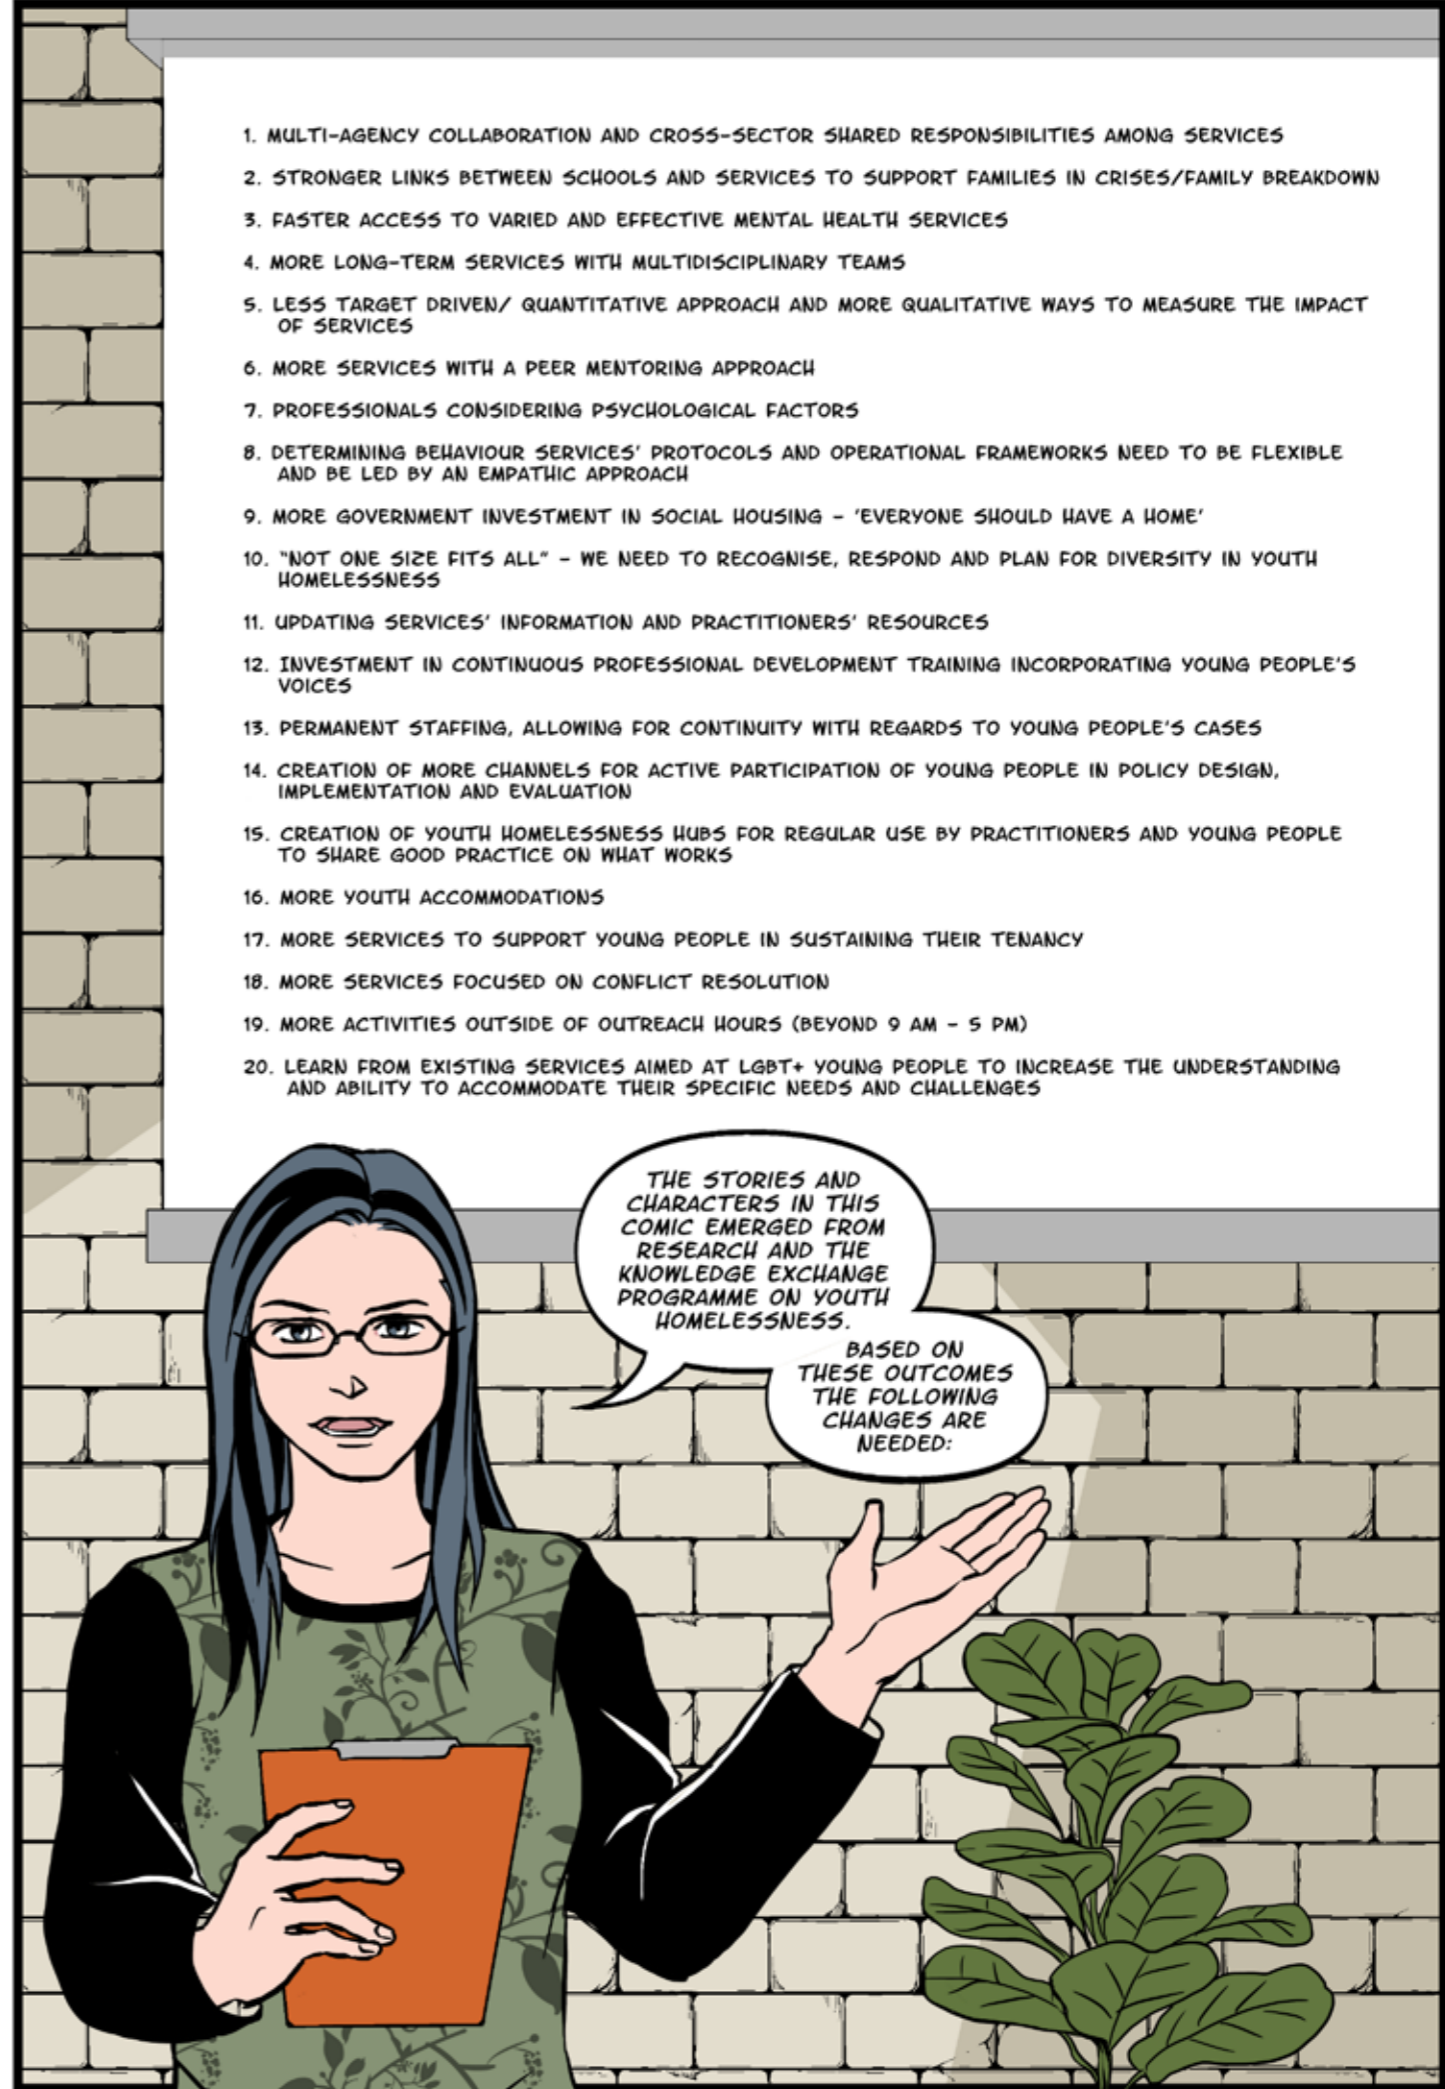 1. MULTI-AGENCY COLLABORATION AND CROSS-SECTOR SHARED RESPONSIBILITIES AMONG SERVICES
2. STRONGER LINKS BETWEEN SCHOOLS AND SERVICES TO SUPPORT FAMILIES IN CRISES/FAMILY BREAKDOWN
3. FASTER ACCESS TO VARIED AND EFFECTIVE MENTAL HEALTH SERVICES
4. MORE LONG-TERM SERVICES WITH MULTIDISCIPLINARY TEAMS
5. LESS TARGET DRIVEN/ QUANTITATIVE APPROACH AND MORE QUALITATIVE WAYS TO MEASURE THE IMPACT
OF SERVICES
6. MORE SERVICES WITH A PEER MENTORING APPROACH
7. PROFESSIONALS CONSIDERING PSYCHOLOGICAL FACTORS
8. DETERMINING BEHAVIOUR SERVICES' PROTOCOLS AND OPERATIONAL FRAMEWORKS NEED TO BE FLEXIBLE
AND BE LED BY AN EMPATHIC APPROACH
9. MORE GOVERNMENT INVESTMENT IN SOCIAL HOUSING - 'EVERYONE SHOULD HAVE A HOME'
10. "NOT ONE SIZE FITS ALL" - WE NEED TO RECOGNISE, RESPOND AND PLAN FOR DIVERSITY IN YOUTH
HOMELESSNESS
11. UPDATING SERVICES' INFORMATION AND PRACTITIONERS' RESOURCES
12. INVESTMENT IN CONTINUOUS PROFESSIONAL DEVELOPMENT TRAINING INCORPORATING YOUNG PEOPLE'S
VOICES
13. PERMANENT STAFFING, ALLOWING FOR CONTINUITY WITH REGARDS TO YOUNG PEOPLE'S CASES
14. CREATION OF MORE CHANNELS FOR ACTIVE PARTICIPATION OF YOUNG PEOPLE IN POLICY DESIGN,
IMPLEMENTATION AND EVALUATION
15. CREATION OF YOUTH HOMELESSNESS HUBS FOR REGULAR USE BY PRACTITIONERS AND YOUNG PEOPLE
TO SHARE GOOD PRACTICE ON WHAT WORKS
16. MORE YOUTH ACCOMMODATIONS
17. MORE SERVICES TO SUPPORT YOUNG PEOPLE IN SUSTAINING THEIR TENANCY
18. MORE SERVICES FOCUSED ON CONFLICT RESOLUTION
19. MORE ACTIVITIES OUTSIDE OF OUTREACH HOURS (BEYOND 9 AM - 5 PM)
20. LEARN FROM EXISTING SERVICES AIMED AT LGBT+ YOUNG PEOPLE TO INCREASE THE UNDERSTANDING
AND ABILITY TO ACCOMMODATE THEIR SPECIFIC NEEDS AND CHALLENGES
THE STORIES AND
CHARACTERS IN THIS
COMIC EMERGED FROM
RESEARCH AND THE
KNOWLEDGE EXCHANGE
PROGRAMME ON YOUTH
HOMELESSNESS.
BASED ON
THESE OUTCOMES
THE FOLLOWING
CHANGES ARE
NEEDED: